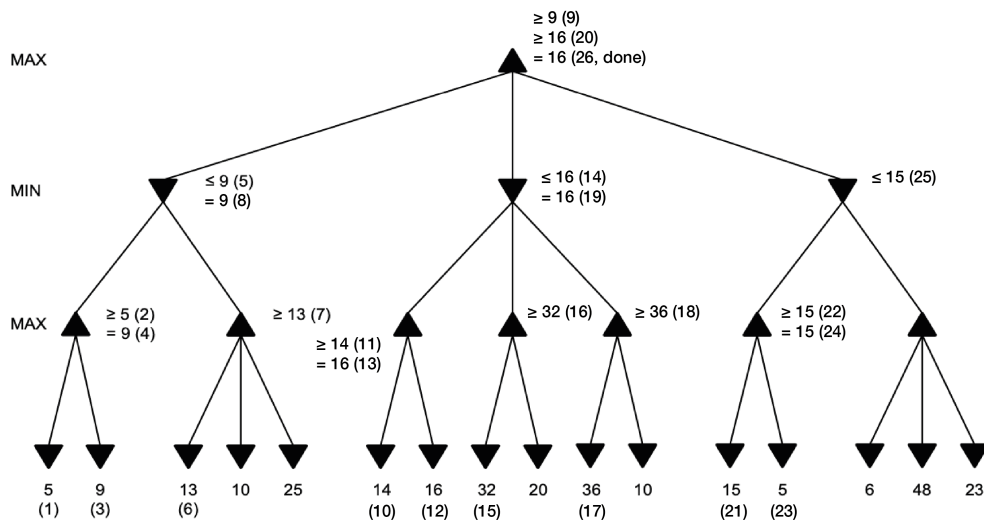 ≥ 9 (9)
≥ 16 (20)
= 16 (26, done)
MAX
MIN
≤ 9 (5)
= 9 (8)
≤ 16 (14)
= 16 (19)
≤ 15 (25)
MAX
≥ 5 (2)
= 9 (4)
≥ 13 (7)
≥ 14 (11)
= 16 (13)
≥ 32 (16)
≥ 36 (18)
≥ 15 (22)
= 15 (24)
5 9 13 10 25 14 16 32 20 36 10 15 5 6 48 23
(1) (3) (6) (10) (12) (15) (17) (21) (23)